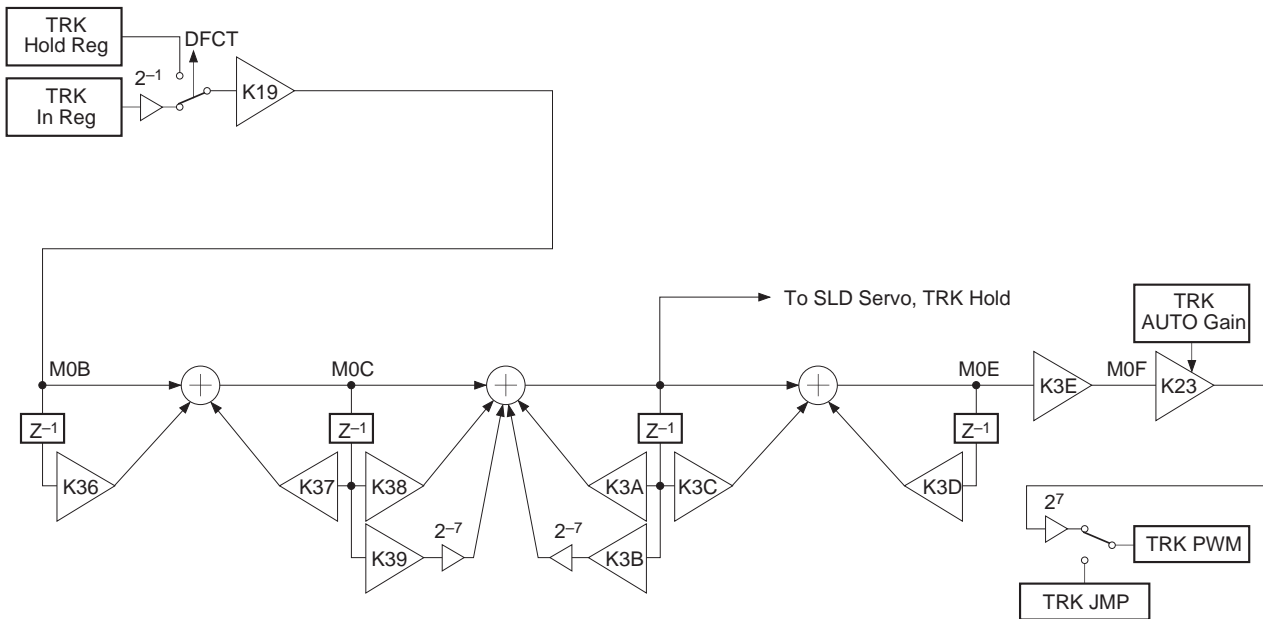 TRK
Hold Reg
DFCT
2⁻¹
TRK
In Reg
K19
To SLD Servo, TRK Hold
TRK
AUTO Gain
M0B
M0C
M0E
M0F
K3E
K23
Z⁻¹
Z⁻¹
Z⁻¹
Z⁻¹
K36
K37
K38
K3A
K3C
K3D
K39
2⁻⁷
2⁻⁷
K3B
2⁷
TRK PWM
TRK JMP